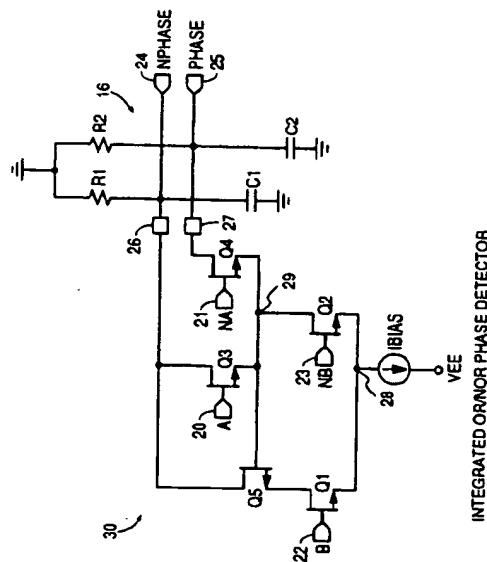 30
16
24
NPHASE
25
PHASE
R1
R2
C1
C2
26
27
20
A
Q3
21
NA
Q4
29
Q5
22
B
Q1
23
NB
Q2
28
IBIAS
VEE
INTEGRATED OR/NOR PHASE DETECTOR